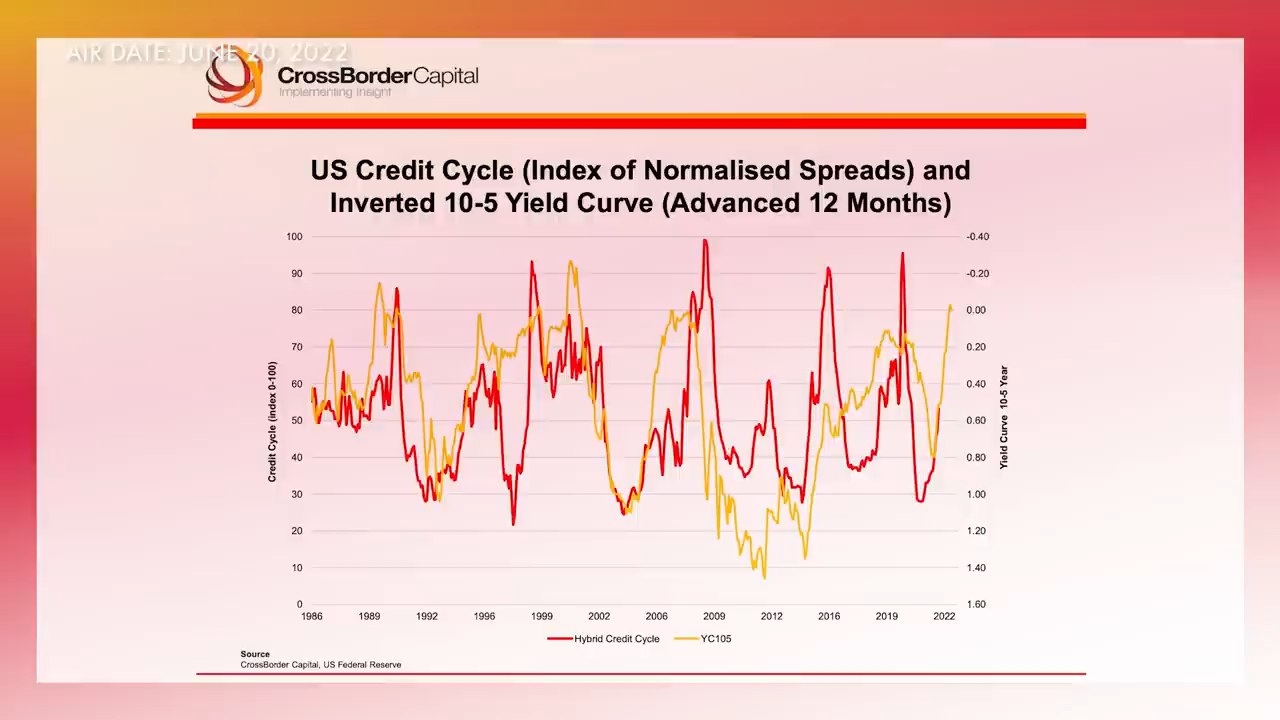 AIR DATE: JUNE 20, 2022
CrossBorderCapital
Implementing Insight
US Credit Cycle (Index of Normalised Spreads) and
Inverted 10-5 Yield Curve (Advanced 12 Months)
100
90
80
70
60
50
40
30
20
10
0
Credit Cycle (index 0-100)
-0.40
-0.20
0.00
0.20
0.40
0.60
0.80
1.00
1.20
1.40
1.60
Yield Curve 10-5 Year
1986 1989 1992 1996 1999 2002 2006 2009 2012 2016 2019 2022
Hybrid Credit Cycle YC105
Source
CrossBorder Capital, US Federal Reserve